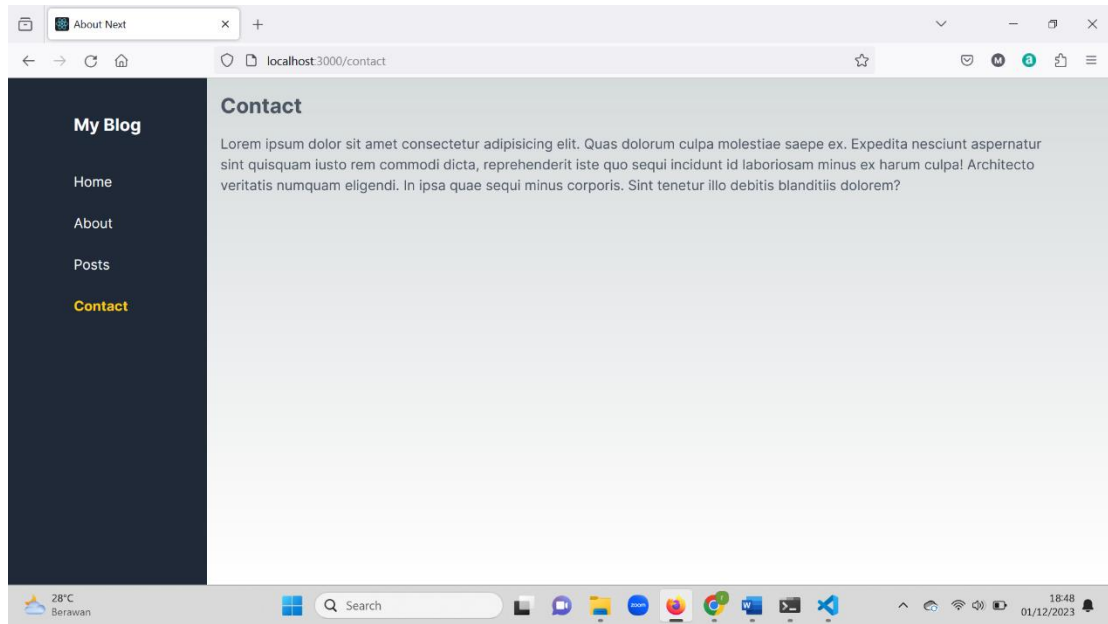 About Next
localhost:3000/contact
M
a
My Blog
Home
About
Posts
Contact
Contact
Lorem ipsum dolor sit amet consectetur adipisicing elit. Quas dolorum culpa molestiae saepe ex. Expedita nesciunt aspernatur
sint quisquam iusto rem commodi dicta, reprehenderit iste quo sequi incidunt id laboriosam minus ex harum culpa! Architecto
veritatis numquam eligendi. In ipsa quae sequi minus corporis. Sint tenetur illo debitis blanditiis dolorem?
28°C
Berawan
Search
zoom
W
18:48
01/12/2023